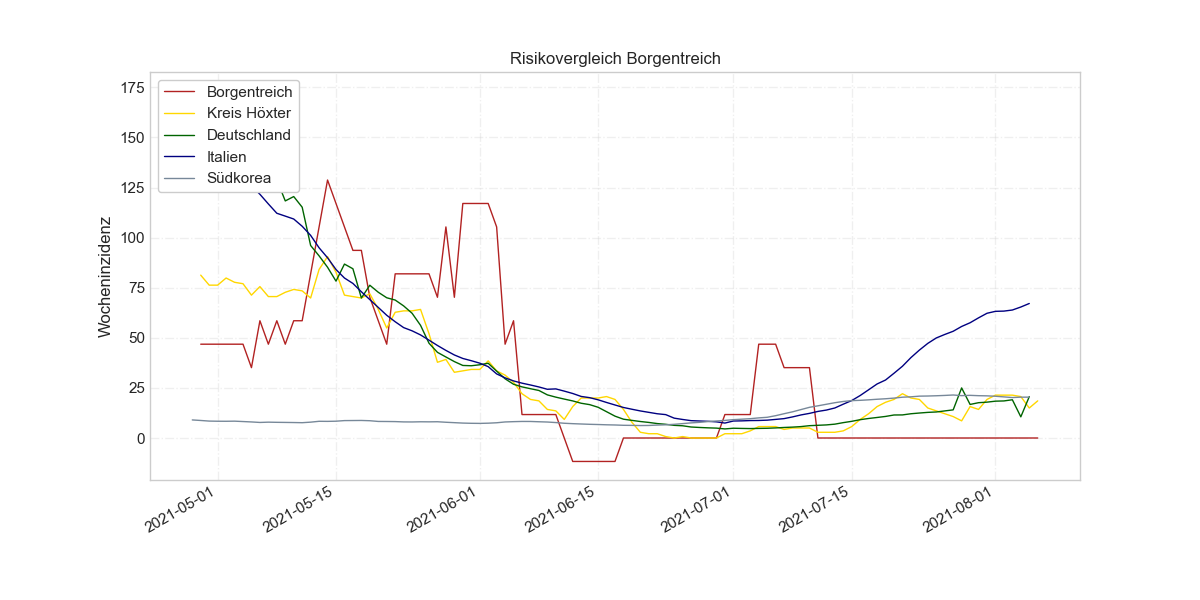 Risikovergleich Borgentreich
Wocheninzidenz
175
150
125
100
75
50
25
0
Borgentreich
Kreis Höxter
Deutschland
Italien
Südkorea
2021-05-01
2021-05-15
2021-06-01
2021-06-15
2021-07-01
2021-07-15
2021-08-01